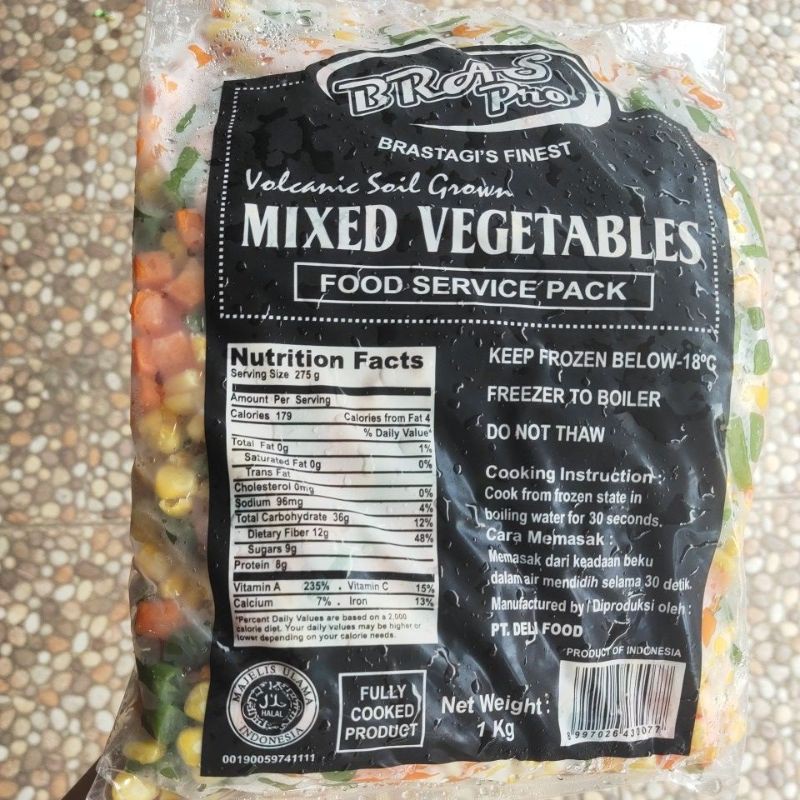 BRAS
Pro
BRASTAGI'S FINEST
Volcanic Soil Grown
MIXED VEGETABLES
FOOD SERVICE PACK
Nutrition Facts
Serving Size 275 g
Amount Per Serving
Calories 179 Calories from Fat 4
% Daily Value*
Total Fat 0g 1%
Saturated Fat 0g 0%
Trans Fat
Cholesterol 0mg 0%
Sodium 96mg 4%
Total Carbohydrate 36g 12%
Dietary Fiber 12g 48%
Sugars 9g
Protein 8g
Vitamin A 235% . Vitamin C 15%
Calcium 7% . Iron 13%
*Percent Daily Values are based on a 2,000
calorie diet. Your daily values may be higher or
lower depending on your calorie needs.
KEEP FROZEN BELOW-18ºC
FREEZER TO BOILER
DO NOT THAW
Cooking Instruction :
Cook from frozen state in
boiling water for 30 seconds.
Cara Memasak :
Memasak dari keadaan beku
dalam air mendidih selama 30 detik.
Manufactured by / Diproduksi oleh :
PT. DELI FOOD
PRODUCT OF INDONESIA
MAJELIS ULAMA
HALAL
INDONESIA
00190059741111
FULLY
COOKED
PRODUCT
Net Weight :
1 Kg